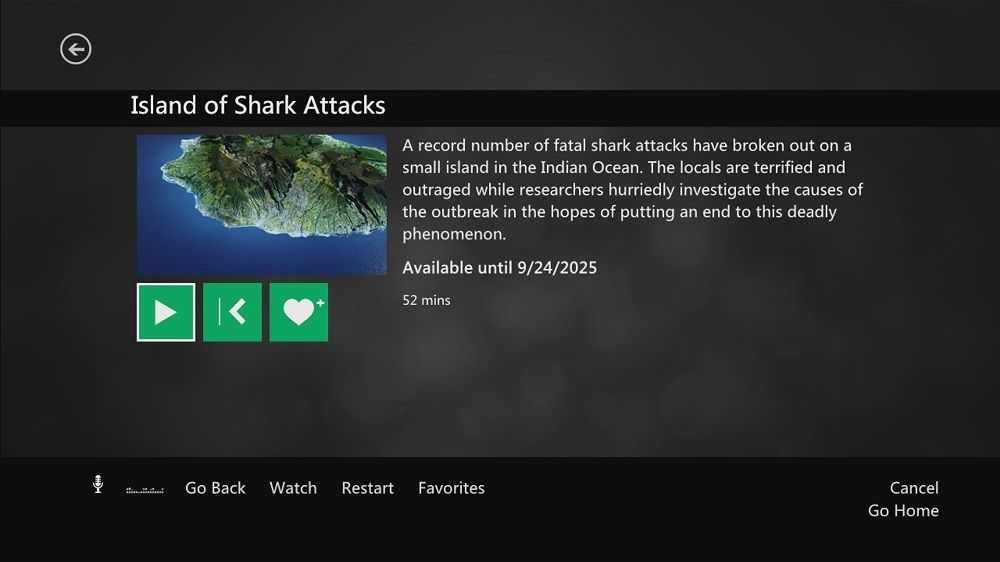 Island of Shark Attacks
A record number of fatal shark attacks have broken out on a
small island in the Indian Ocean. The locals are terrified and
outraged while researchers hurriedly investigate the causes of
the outbreak in the hopes of putting an end to this deadly
phenomenon.
Available until 9/24/2025
52 mins
Go Back Watch Restart Favorites
Cancel
Go Home